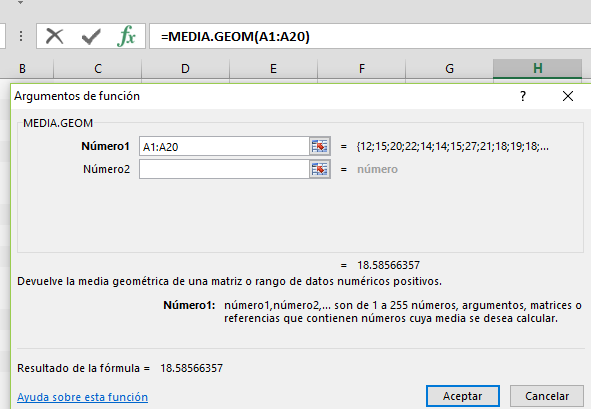 =MEDIA.GEOM(A1:A20)
B C D E F G H
Argumentos de función ?
MEDIA.GEOM
Número1 A1:A20 = {12;15;20;22;14;14;15;27;21;18;19;18;...
Número2 = número
= 18.58566357
Devuelve la media geométrica de una matriz o rango de datos numéricos positivos.
Número1: número1,número2,... son de 1 a 255 números, argumentos, matrices o
referencias que contienen números cuya media se desea calcular.
Resultado de la fórmula = 18.58566357
Ayuda sobre esta función Aceptar Cancelar